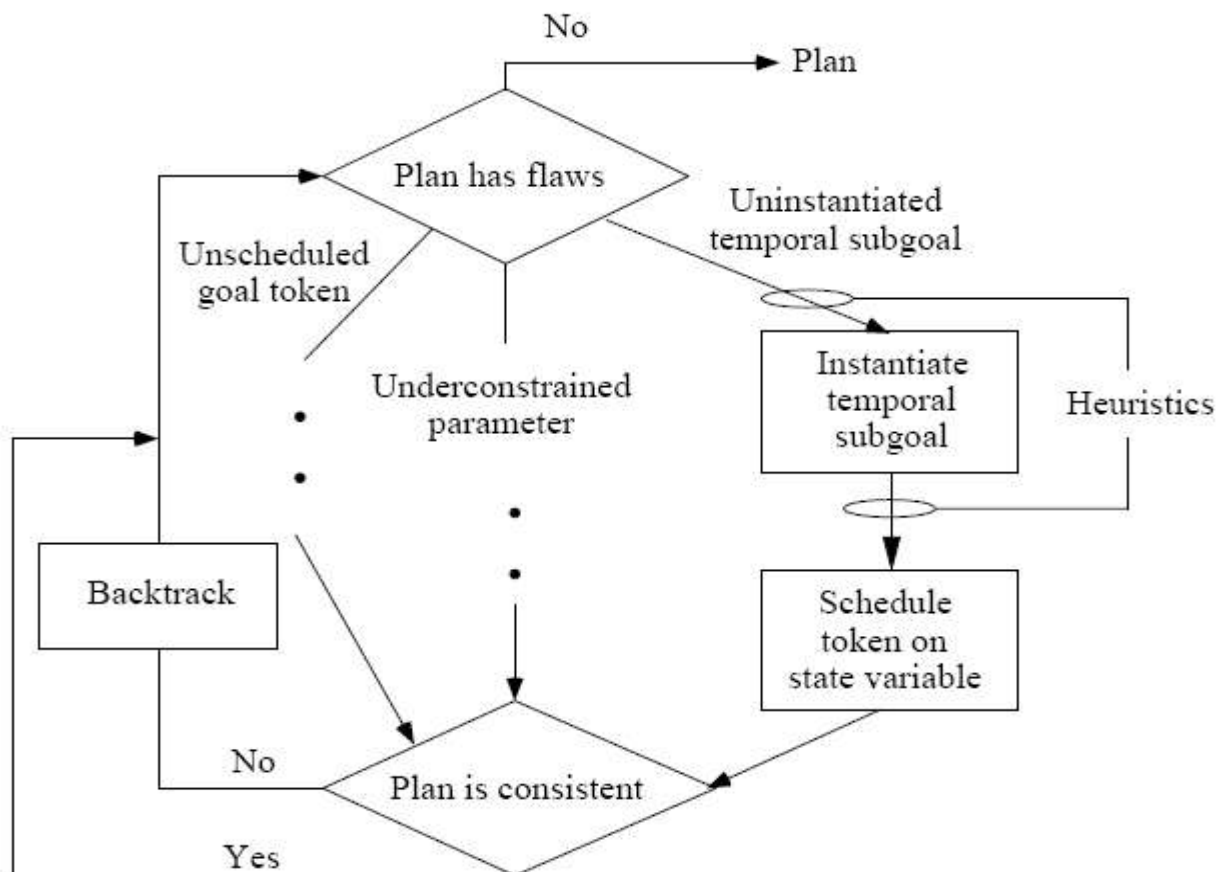 No
Plan
Plan has flaws
Uninstantiated
temporal subgoal
Unscheduled
goal token
Underconstrained
parameter
Instantiate
temporal
subgoal
Heuristics
Backtrack
Schedule
token on
state variable
No
Plan is consistent
Yes